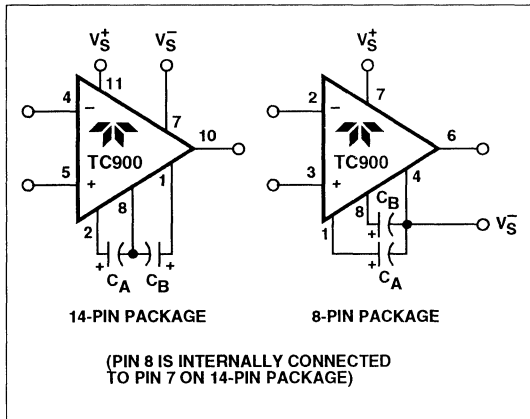 V_S^+ V_S^-
11
4 −
7
TC900
10
5 +
1
2 8
+ +
C_A C_B
14-PIN PACKAGE
V_S^+
7
2 −
TC900
6
3 +
4
8 C_B
1 +
V_S^-
+
C_A
8-PIN PACKAGE
(PIN 8 IS INTERNALLY CONNECTED
TO PIN 7 ON 14-PIN PACKAGE)